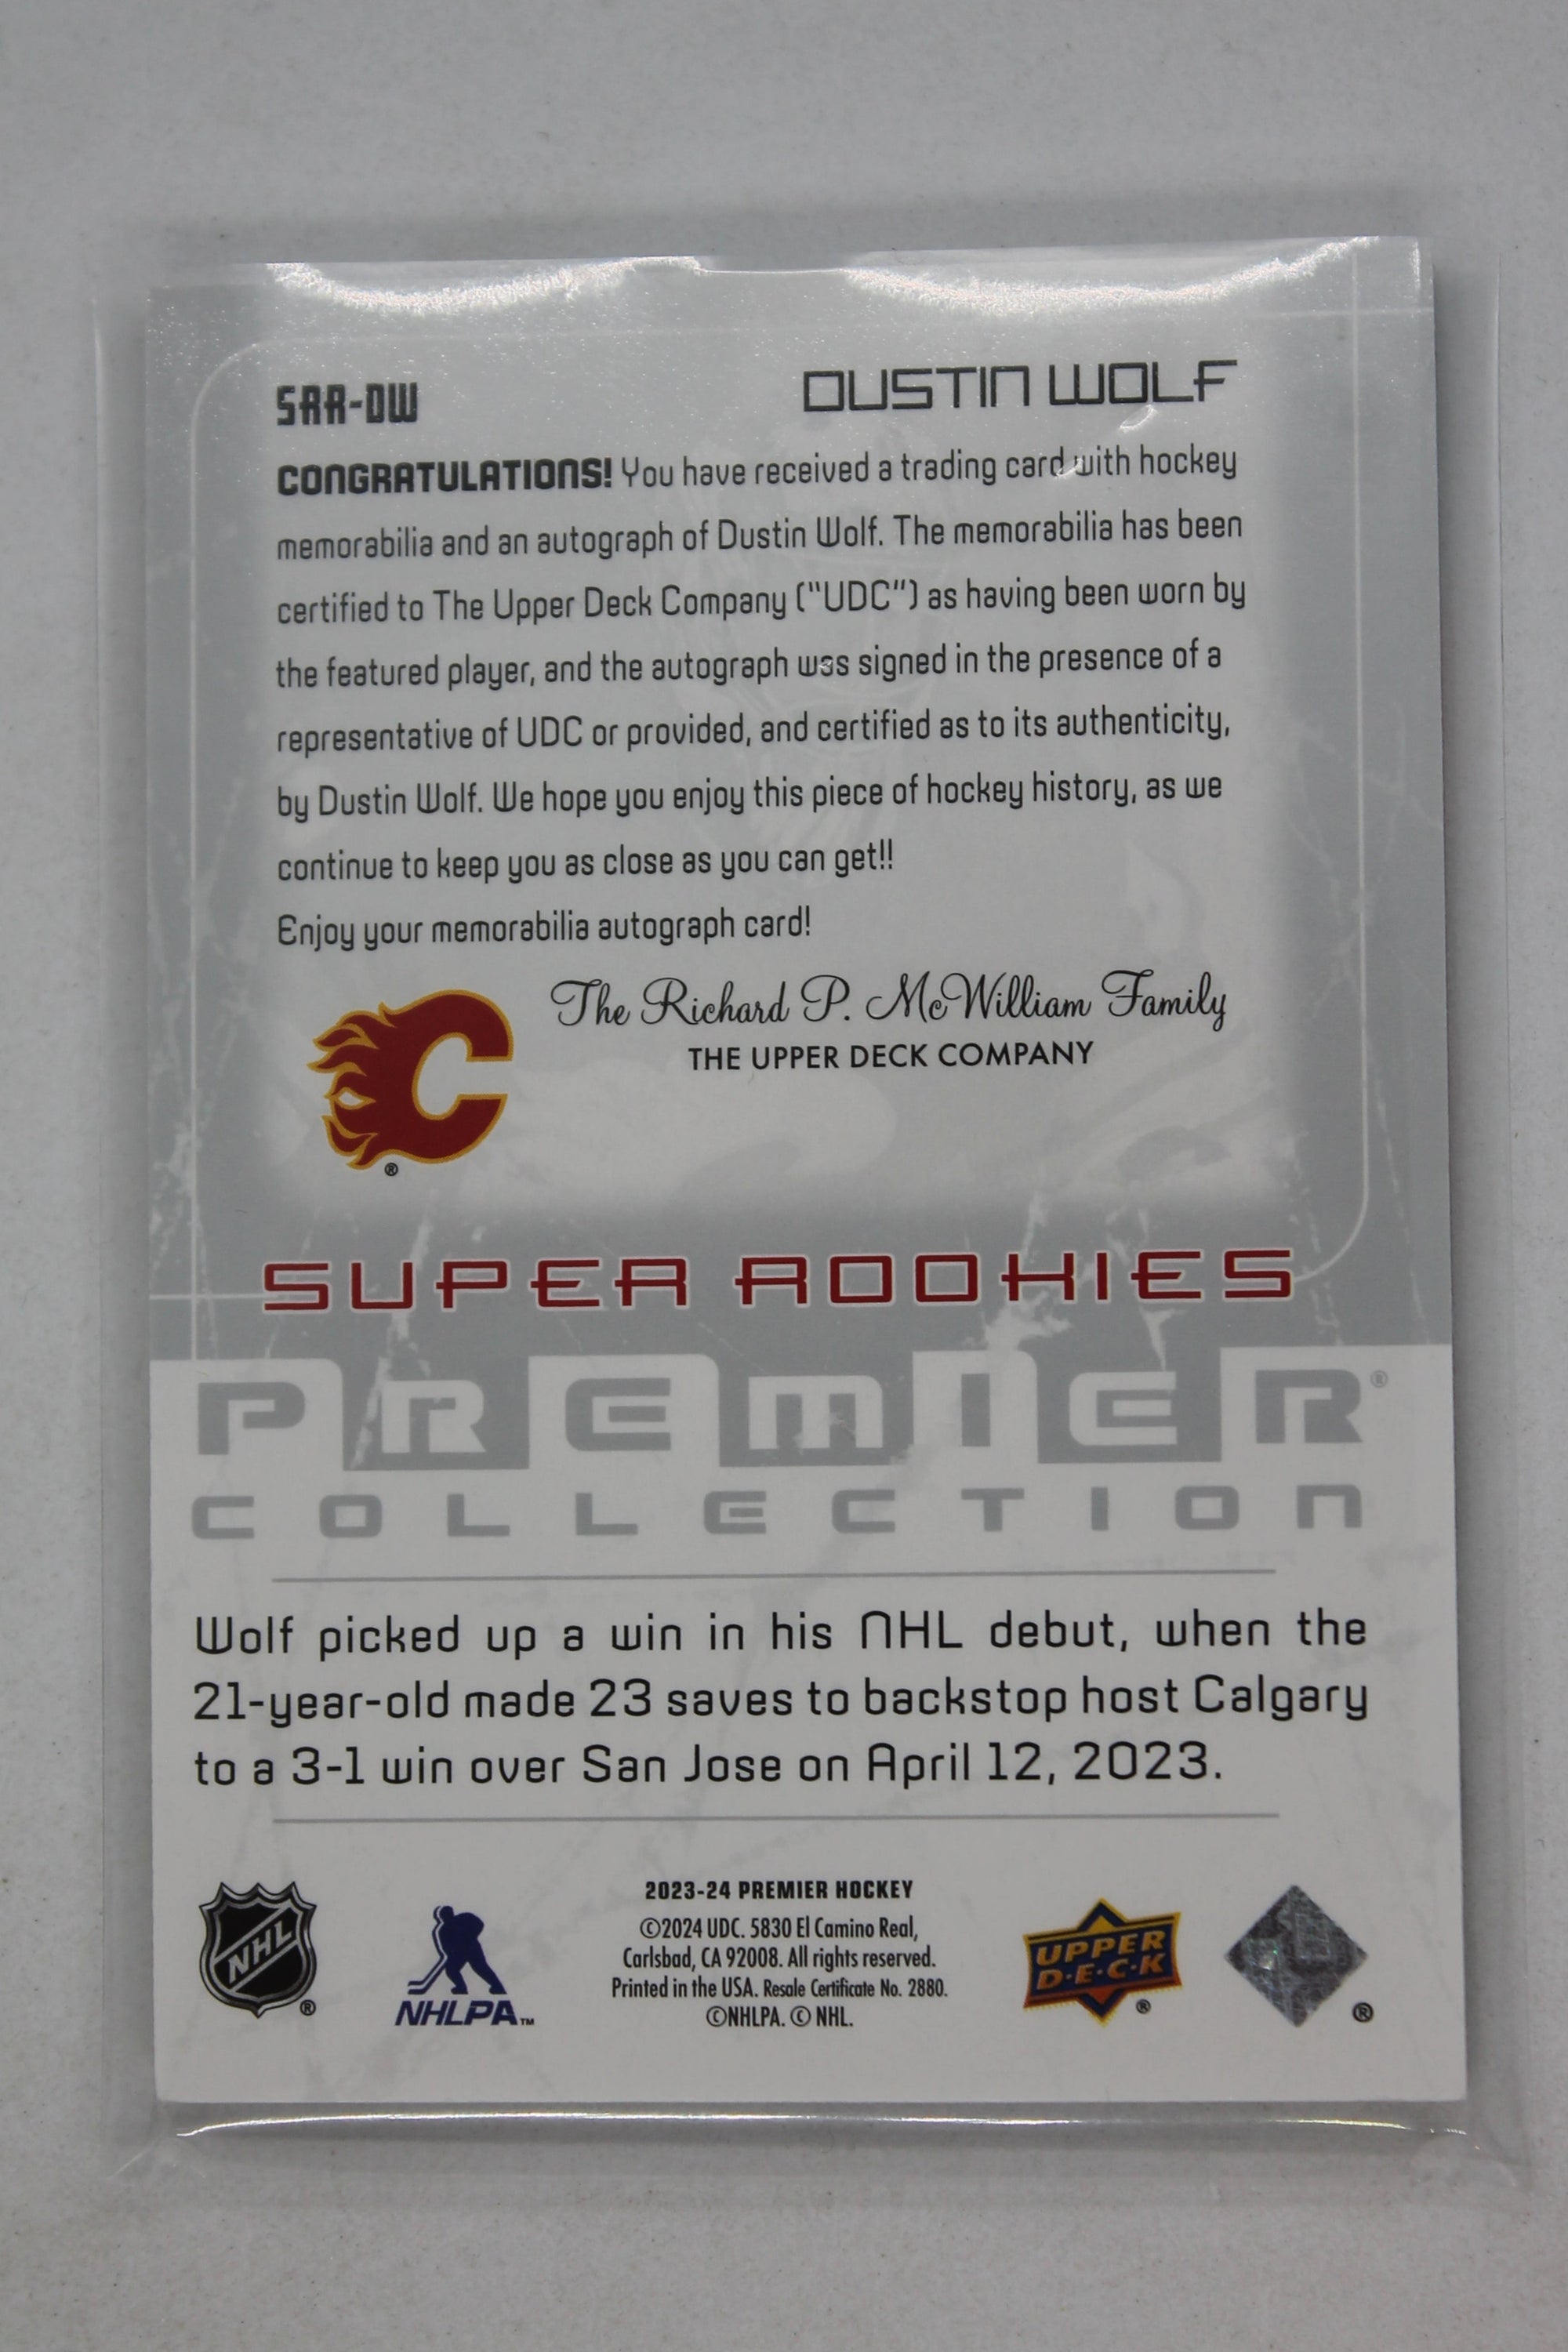 SRR-DW
DUSTIN WOLF
CONGRATULATIONS! You have received a trading card with hockey
memorabilia and an autograph of Dustin Wolf. The memorabilia has been
certified to The Upper Deck Company ("UDC") as having been worn by
the featured player, and the autograph was signed in the presence of a
representative of UDC or provided, and certified as to its authenticity,
by Dustin Wolf. We hope you enjoy this piece of hockey history, as we
continue to keep you as close as you can get!!
Enjoy your memorabilia autograph card!
The Richard P. McWilliam Family
THE UPPER DECK COMPANY
C ®
SUPER ROOKIES
PREMIER®
COLLECTION
Wolf picked up a win in his NHL debut, when the
21-year-old made 23 saves to backstop host Calgary
to a 3-1 win over San Jose on April 12, 2023.
NHL ®
NHLPA™
2023-24 PREMIER HOCKEY
©2024 UDC. 5830 El Camino Real,
Carlsbad, CA 92008. All rights reserved.
Printed in the USA. Resale Certificate No. 2880.
©NHLPA. © NHL.
UPPER
D·E·C·K ®
®